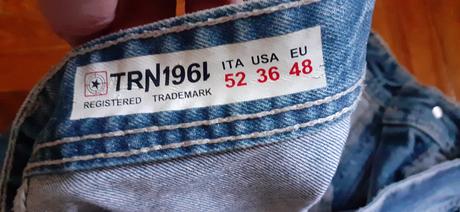 TRN1961
REGISTERED TRADEMARK
ITA USA EU
52 36 48